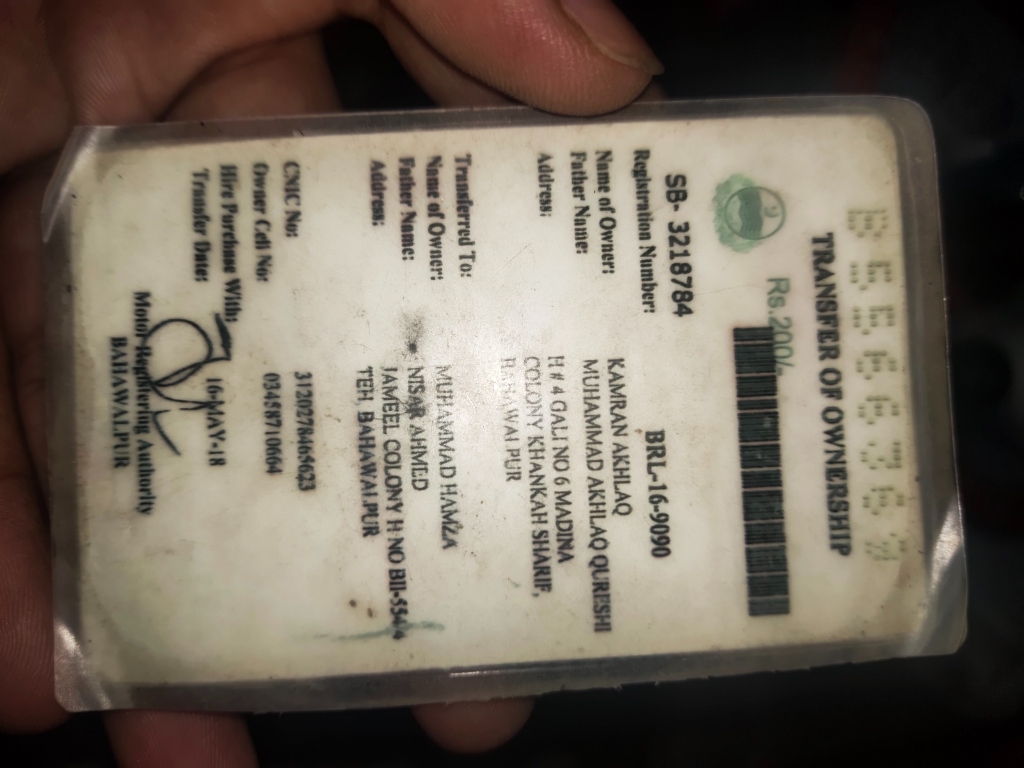 TRANSFER OF OWNERSHIP
Rs.200/-
SB- 3218784
Registration Number: BRL-16-9090
Name of Owner: KAMRAN AKHLAQ
Father Name: MUHAMMAD AKHLAQ QURESHI
Address: H # 4 GALI NO 6 MADINA
COLONY KHANKAH SHARIF,
BAHAWALPUR
Transferred To:
Name of Owner: MUHAMMAD HAMZA
Father Name: NISAR AHMED
Address: JAMEEL COLONY H NO BII-554-4
TEH. BAHAWALPUR
CNIC No: 3120278465623
Owner Cell No: 03458710664
Hire Purchase With:
Transfer Date: 16-MAY-18
Motor Registering Authority
BAHAWALPUR